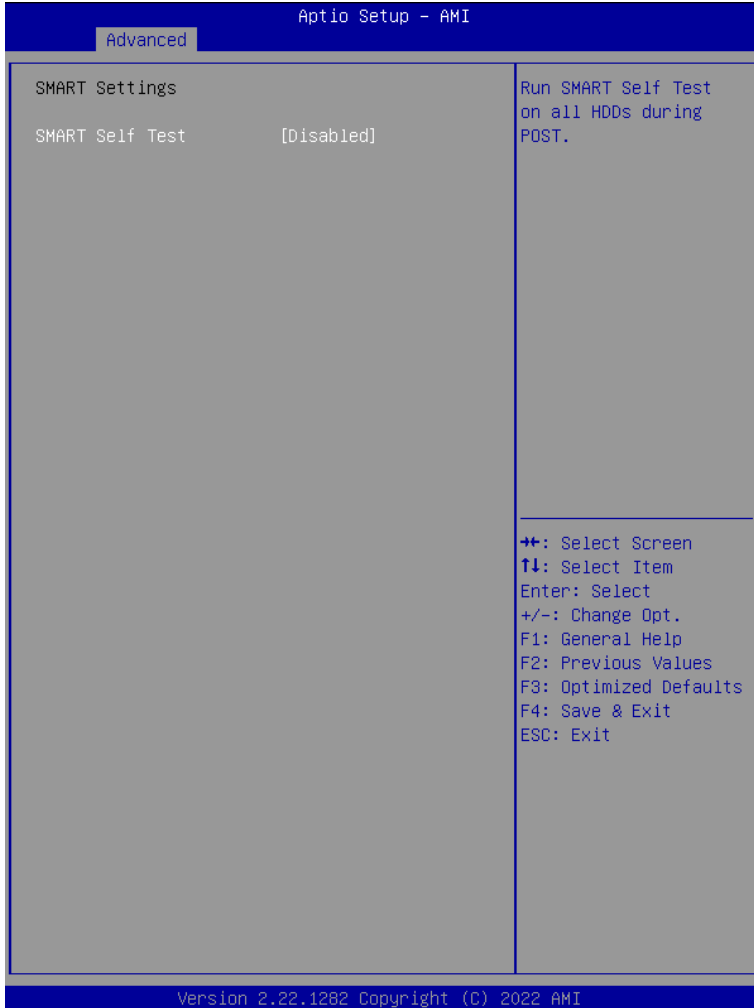 Aptio Setup – AMI
Advanced
SMART Settings
SMART Self Test [Disabled]
Run SMART Self Test
on all HDDs during
POST.
→←: Select Screen
↑↓: Select Item
Enter: Select
+/-: Change Opt.
F1: General Help
F2: Previous Values
F3: Optimized Defaults
F4: Save & Exit
ESC: Exit
Version 2.22.1282 Copyright (C) 2022 AMI